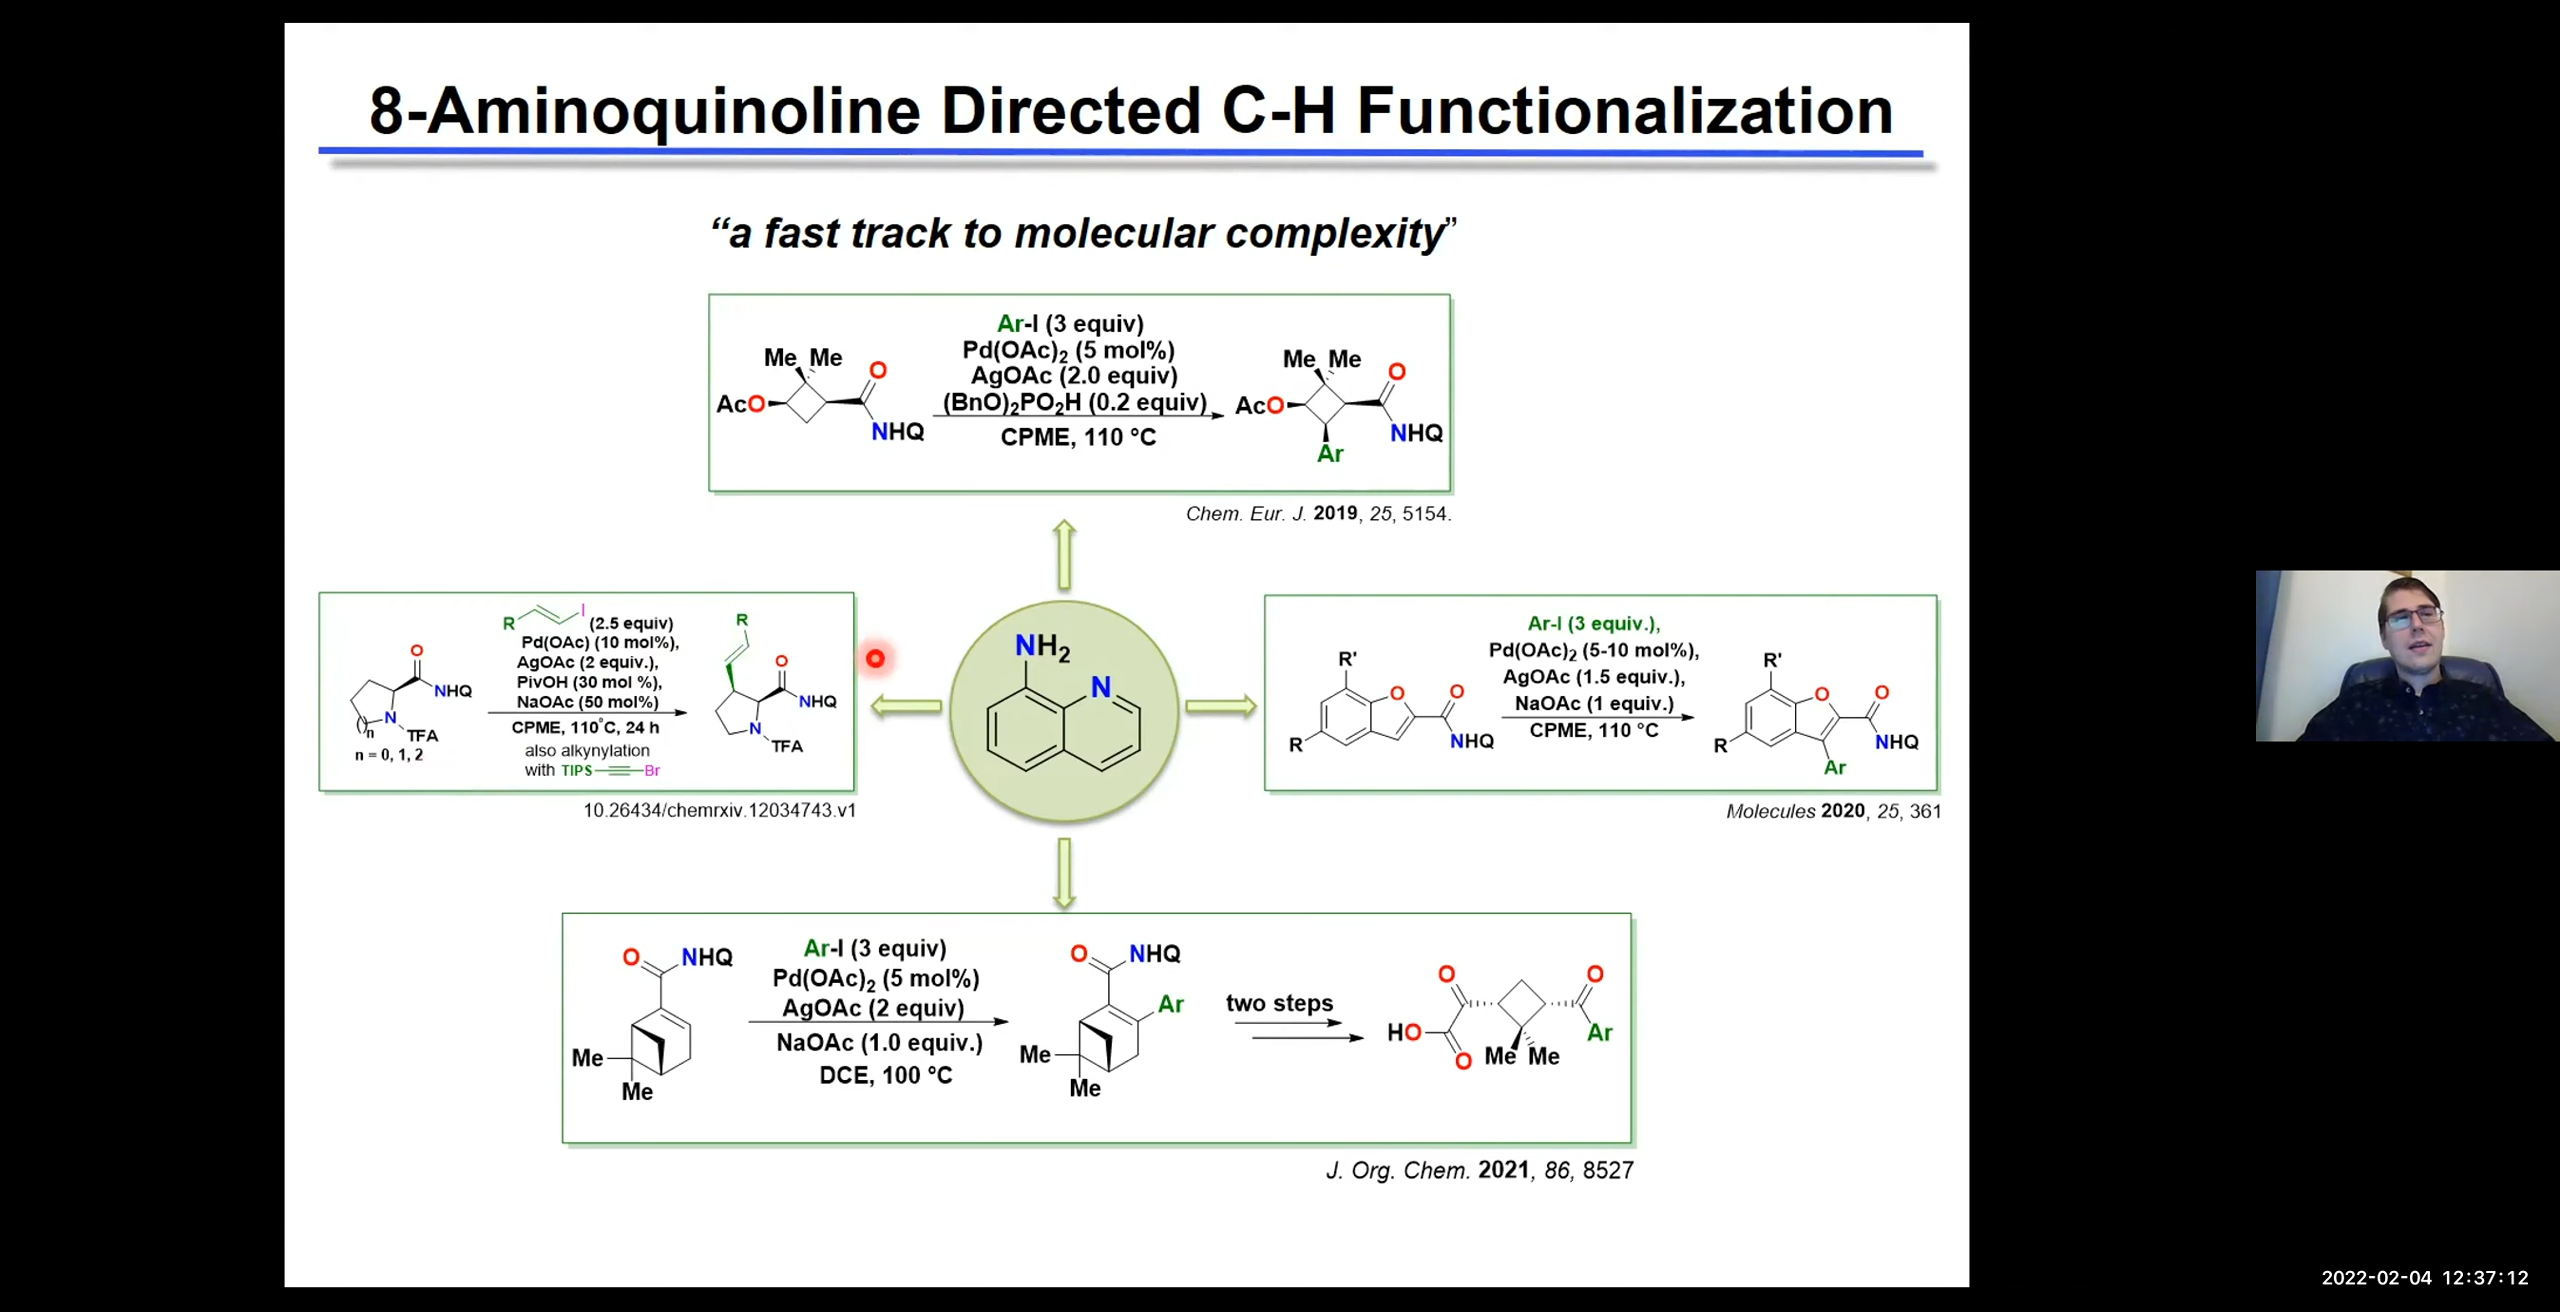 8-Aminoquinoline Directed C-H Functionalization
“a fast track to molecular complexity”
Ar-I (3 equiv)
Pd(OAc)2 (5 mol%)
AgOAc (2.0 equiv)
(BnO)2PO2H (0.2 equiv)
CPME, 110 °C
Me Me
AcO
O
NHQ
Me Me
AcO
O
NHQ
Ar
Chem. Eur. J. 2019, 25, 5154.
R I (2.5 equiv)
Pd(OAc) (10 mol%),
AgOAc (2 equiv.),
PivOH (30 mol %),
NaOAc (50 mol%)
CPME, 110°C, 24 h
also alkynylation
with TIPS Br
O
NHQ
N
()n
TFA
n = 0, 1, 2
R
O
NHQ
N
TFA
10.26434/chemrxiv.12034743.v1
NH2
N
Ar-I (3 equiv.),
Pd(OAc)2 (5-10 mol%),
AgOAc (1.5 equiv.),
NaOAc (1 equiv.)
CPME, 110 °C
R'
O
O
NHQ
R
R'
O
O
NHQ
R
Ar
Molecules 2020, 25, 361
O NHQ
Me
Me
Ar-I (3 equiv)
Pd(OAc)2 (5 mol%)
AgOAc (2 equiv)
NaOAc (1.0 equiv.)
DCE, 100 °C
O NHQ
Ar
Me
Me
two steps
O
O
HO
Ar
O
Me Me
J. Org. Chem. 2021, 86, 8527
2022-02-04 12:37:12